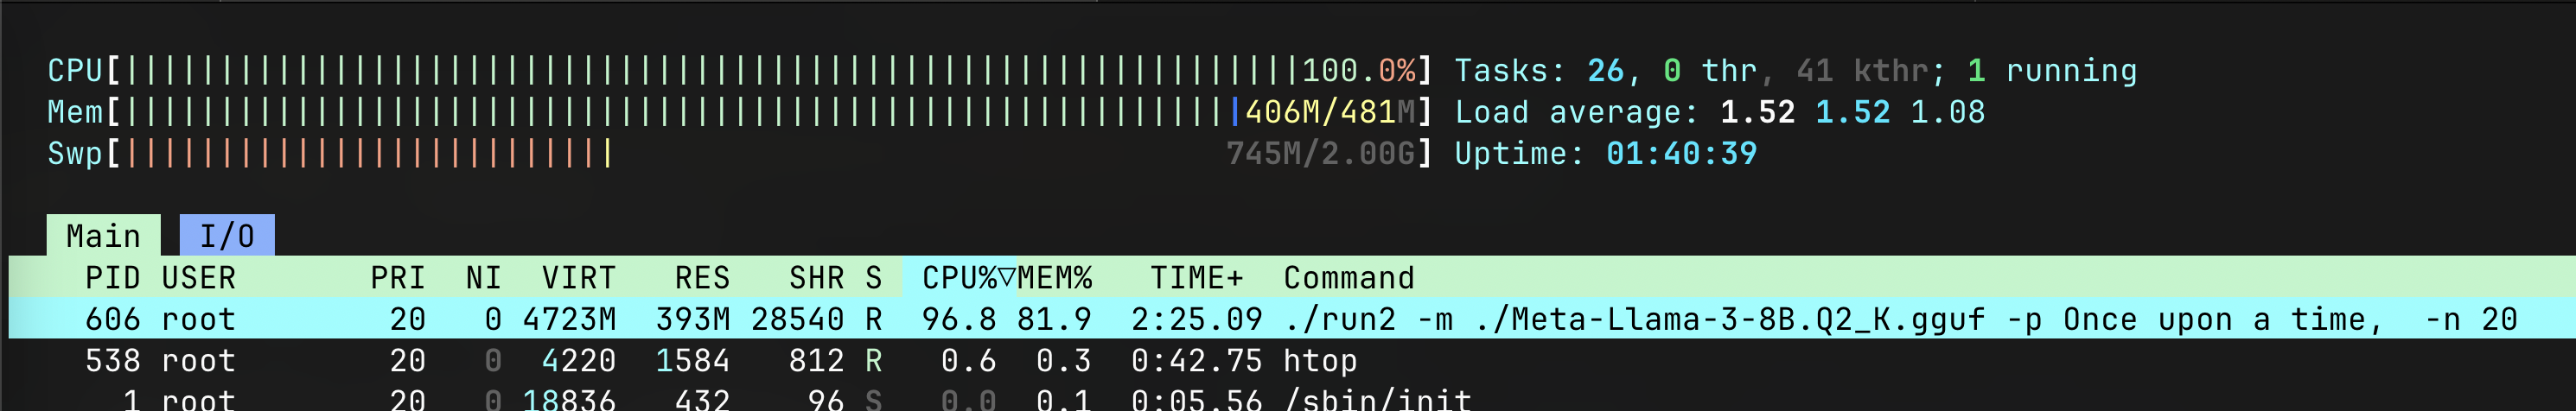 CPU[||||||||||||||||||||||||||||||||||||||||||||||||||||||||||||||100.0%] Tasks: 26, 0 thr, 41 kthr; 1 running
Mem[|||||||||||||||||||||||||||||||||||||||||||||||||||||||||||406M/481M] Load average: 1.52 1.52 1.08
Swp[|||||||||||||||||||||||||| 745M/2.00G] Uptime: 01:40:39
Main I/O
PID USER PRI NI VIRT RES SHR S CPU%▽MEM% TIME+ Command
606 root 20 0 4723M 393M 28540 R 96.8 81.9 2:25.09 ./run2 -m ./Meta-Llama-3-8B.Q2_K.gguf -p Once upon a time, -n 20
538 root 20 0 4220 1584 812 R 0.6 0.3 0:42.75 htop
1 root 20 0 18836 432 96 S 0.0 0.1 0:05.56 /sbin/init